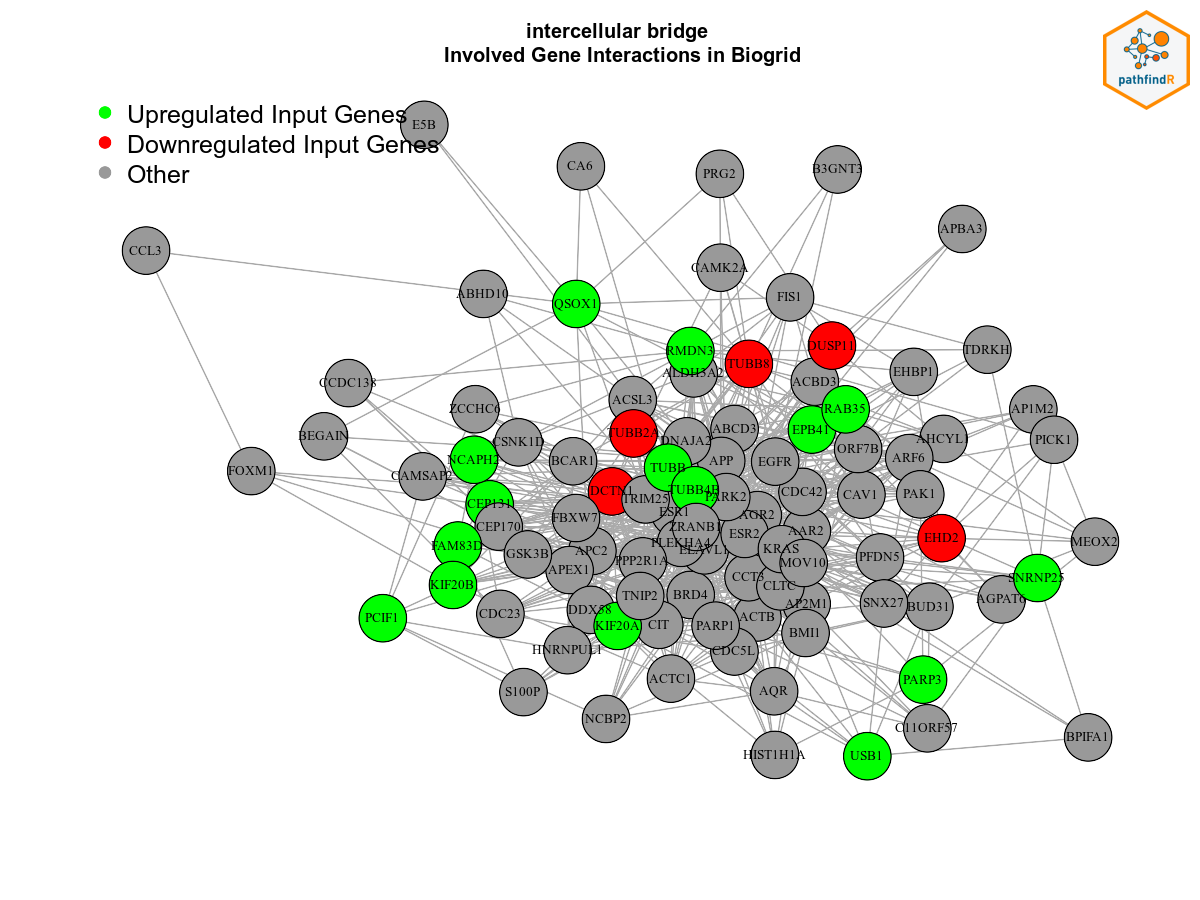 intercellular bridge
Involved Gene Interactions in Biogrid
pathfindR
Upregulated Input Genes
Downregulated Input Genes
Other
E5B
CA6
PRG2
B3GNT3
APBA3
CCL3
CAMK2A
ABHD10
QSOX1
FIS1
RMDN3
TUBB8
DUSP11
TDRKH
ALDH3A2
ACBD3
EHBP1
CCDC138
ACSL3
ZCCHC6
RAB35
AP1M2
BEGAIN
CSNK1D
TUBB2A
DNAJA2
ABCD3
EPB41
ORF7B
AHCYL1
PICK1
FOXM1
CAMSAP2
NCAPH2
BCAR1
TUBB
APP
EGFR
ARF6
CEP131
DCTN1
TRIM25
TUBB4B
PARK2
CDC42
CAV1
PAK1
CEP170
FBXW7
ESR1
ZRANB1
AGR2
ESR2
AAR2
EHD2
MEOX2
FAM83D
GSK3B
APC2
PLEKHA4
ELAVL1
KRAS
PFDN5
KIF20B
APEX1
PPP2R1A
CCT3
CLTC
MOV10
SNRNP25
PCIF1
CDC23
DDX58
TNIP2
BRD4
AP2M1
SNX27
BUD31
AGPAT6
KIF20A
CIT
PARP1
ACTB
BMI1
HNRNPUL1
CDC5L
S100P
ACTC1
AQR
PARP3
NCBP2
C11ORF57
HIST1H1A
USB1
BPIFA1